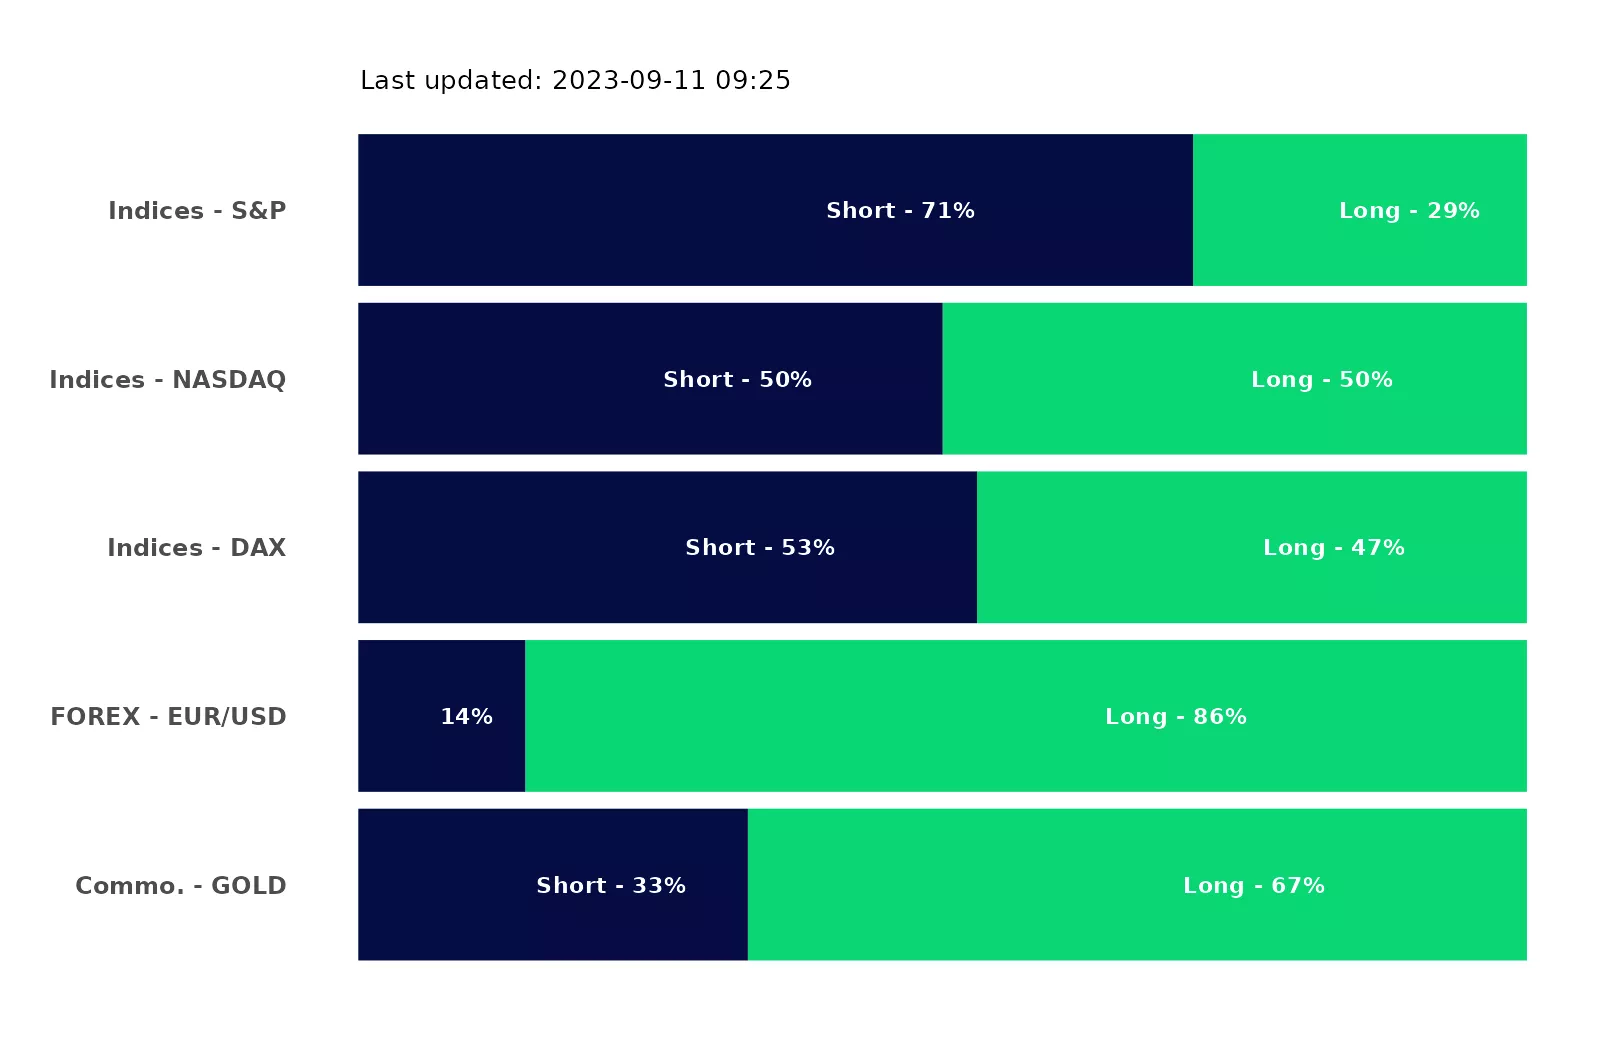 Last updated: 2023-09-11 09:25
Indices - S&P Short - 71% Long - 29%
Indices - NASDAQ Short - 50% Long - 50%
Indices - DAX Short - 53% Long - 47%
FOREX - EUR/USD 14% Long - 86%
Commo. - GOLD Short - 33% Long - 67%